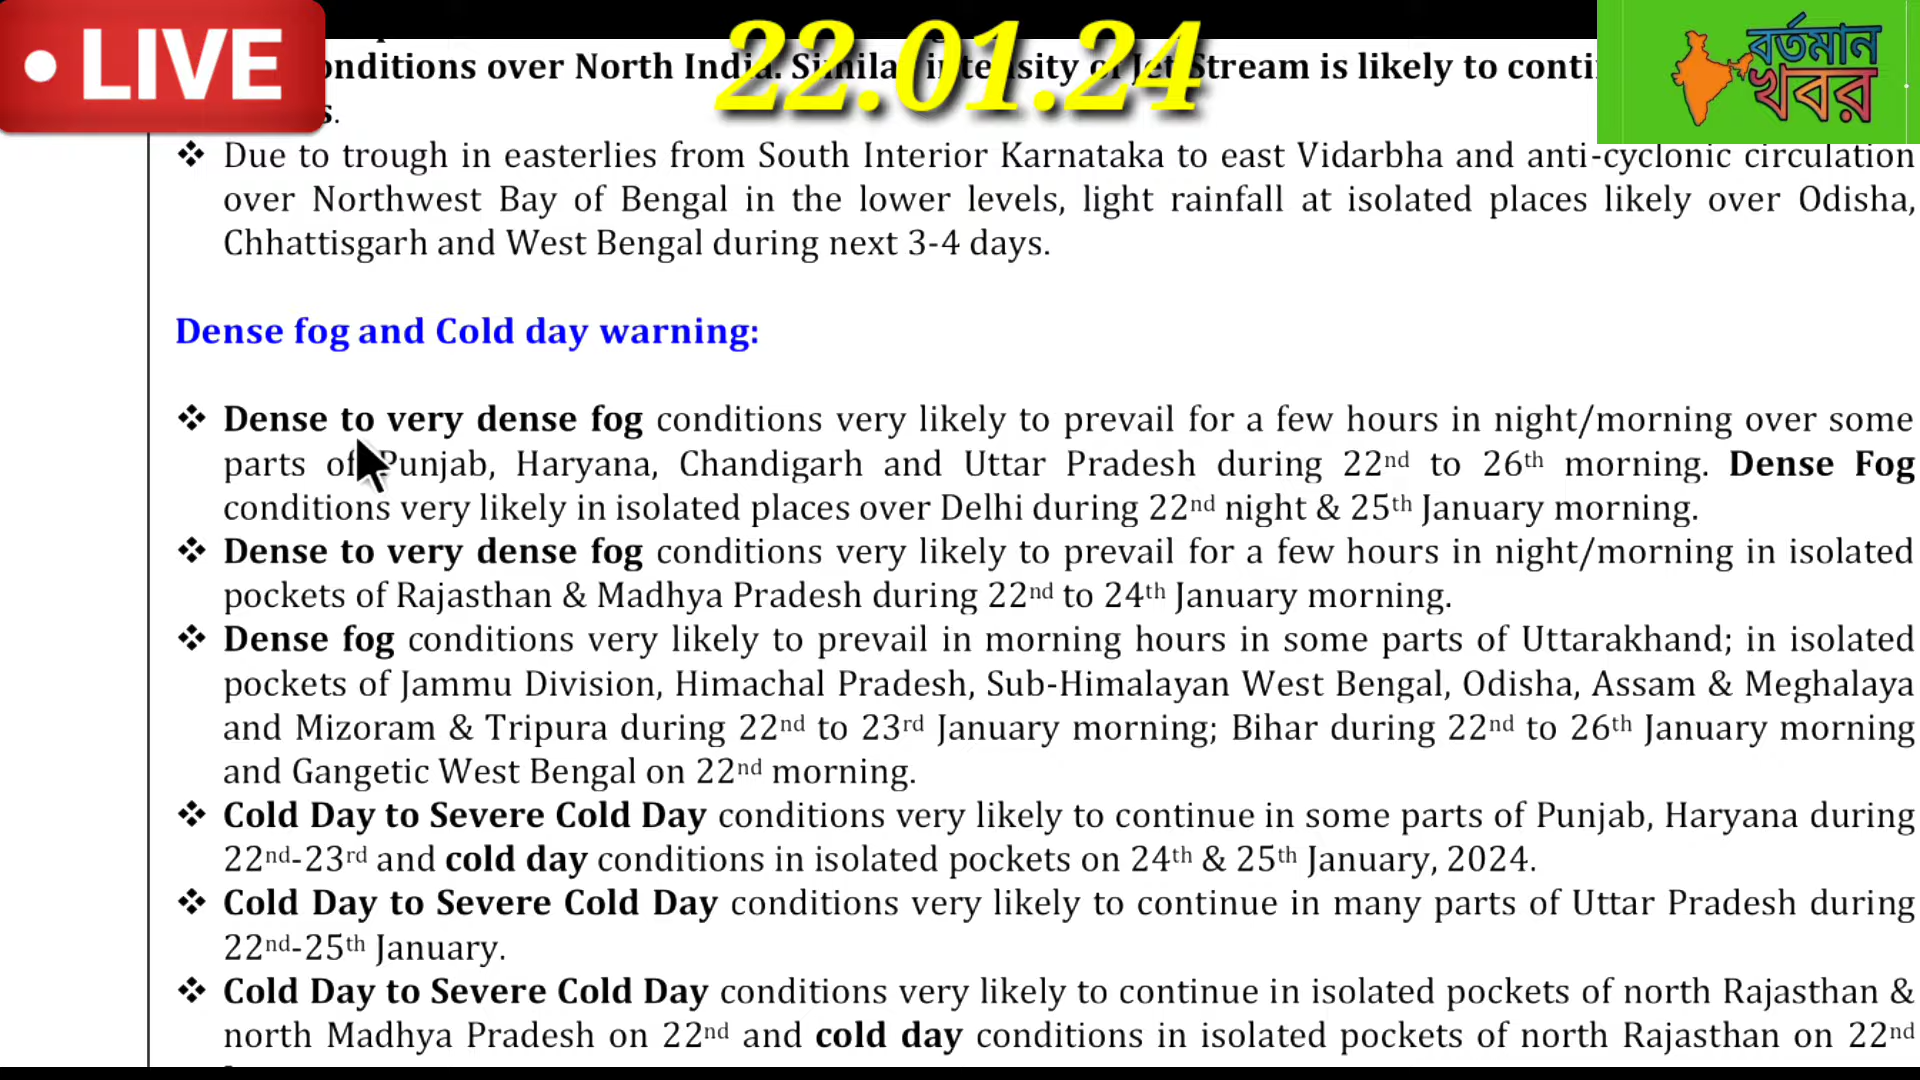 LIVE
22.01.24
বর্তমান
খবর
onditions over North India. Similar intensity of Jet Stream is likely to conti
s.
❖ Due to trough in easterlies from South Interior Karnataka to east Vidarbha and anti-cyclonic circulation
over Northwest Bay of Bengal in the lower levels, light rainfall at isolated places likely over Odisha,
Chhattisgarh and West Bengal during next 3-4 days.
Dense fog and Cold day warning:
❖ Dense to very dense fog conditions very likely to prevail for a few hours in night/morning over some
parts of Punjab, Haryana, Chandigarh and Uttar Pradesh during 22nd to 26th morning. Dense Fog
conditions very likely in isolated places over Delhi during 22nd night & 25th January morning.
❖ Dense to very dense fog conditions very likely to prevail for a few hours in night/morning in isolated
pockets of Rajasthan & Madhya Pradesh during 22nd to 24th January morning.
❖ Dense fog conditions very likely to prevail in morning hours in some parts of Uttarakhand; in isolated
pockets of Jammu Division, Himachal Pradesh, Sub-Himalayan West Bengal, Odisha, Assam & Meghalaya
and Mizoram & Tripura during 22nd to 23rd January morning; Bihar during 22nd to 26th January morning
and Gangetic West Bengal on 22nd morning.
❖ Cold Day to Severe Cold Day conditions very likely to continue in some parts of Punjab, Haryana during
22nd-23rd and cold day conditions in isolated pockets on 24th & 25th January, 2024.
❖ Cold Day to Severe Cold Day conditions very likely to continue in many parts of Uttar Pradesh during
22nd-25th January.
❖ Cold Day to Severe Cold Day conditions very likely to continue in isolated pockets of north Rajasthan &
north Madhya Pradesh on 22nd and cold day conditions in isolated pockets of north Rajasthan on 22nd